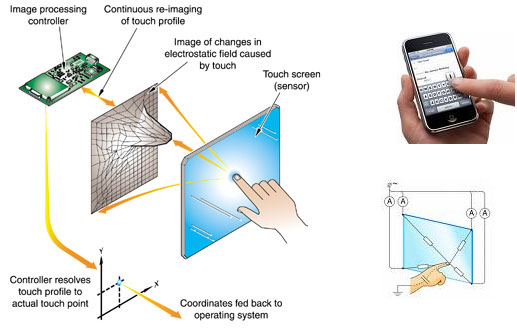 Image processing
controller
Continuous re-imaging
of touch profile
Image of changes in
electrostatic field caused
by touch
Touch screen
(sensor)
Y
X
Controller resolves
touch profile to
actual touch point
Coordinates fed back to
operating system
A
A
A
A